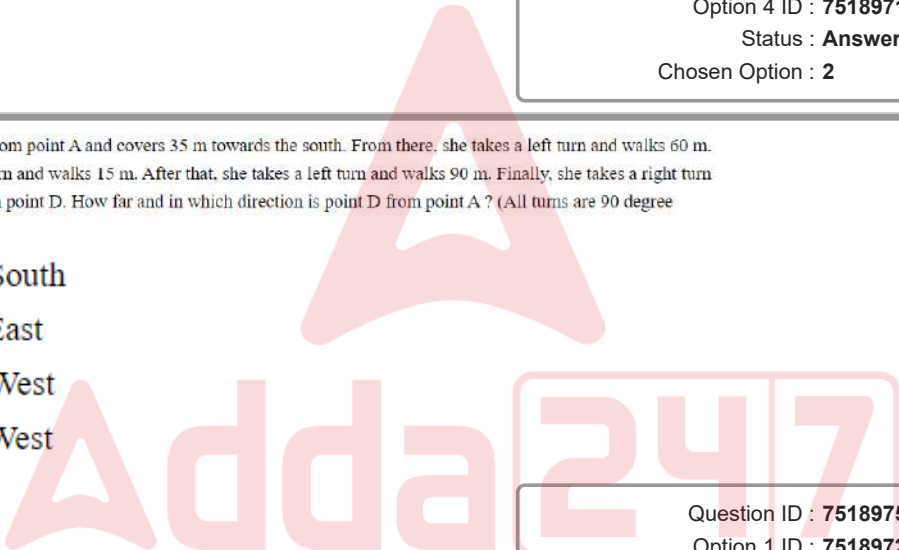 Option 4 ID : 7518971
Status : Answer
Chosen Option : 2
om point A and covers 35 m towards the south. From there, she takes a left turn and walks 60 m.
n and walks 15 m. After that, she takes a left turn and walks 90 m. Finally, she takes a right turn
point D. How far and in which direction is point D from point A ? (All turns are 90 degree
South
East
West
West
Adda247
Question ID : 7518975
Option 1 ID : 7518972